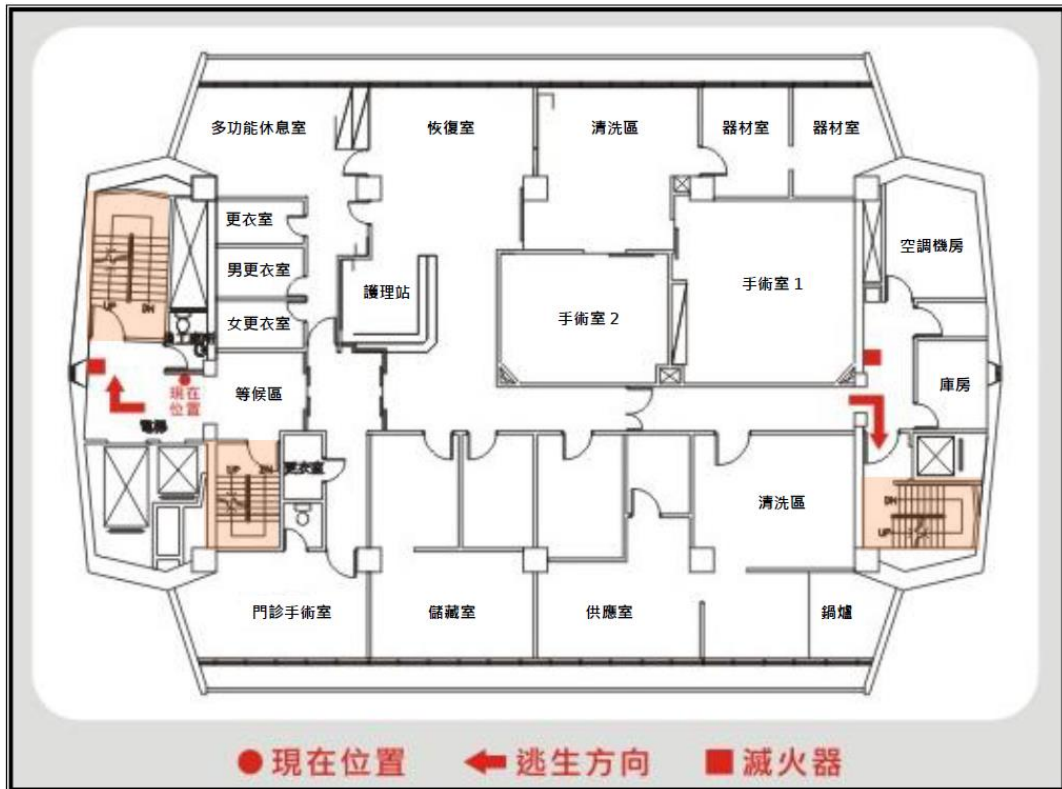 多功能休息室
恢復室
清洗區
器材室
器材室
更衣室
男更衣室
女更衣室
護理站
手術室 2
手術室 1
空調機房
UP
DN
現在
位置
等候區
庫房
電梯
UP
DN
更衣室
清洗區
DN
UP
門診手術室
儲藏室
供應室
鍋爐
現在位置
逃生方向
滅火器